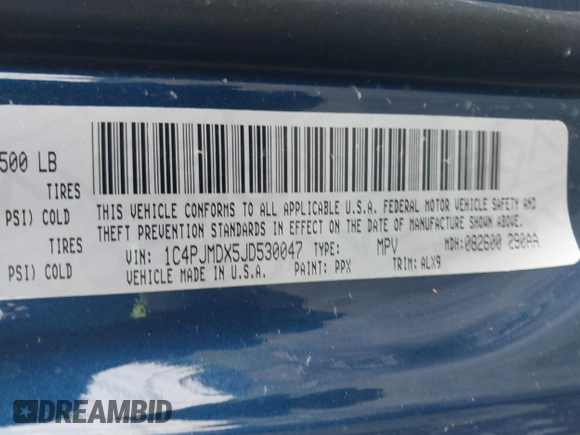 500 LB
TIRES
PSI) COLD
TIRES
PSI) COLD
THIS VEHICLE CONFORMS TO ALL APPLICABLE U.S.A. FEDERAL MOTOR VEHICLE SAFETY AND
THEFT PREVENTION STANDARDS IN EFFECT ON THE DATE OF MANUFACTURE SHOWN ABOVE.
VIN: 1C4PJMDX5JD530047 TYPE: MPV MDH: 082600 090AA
VEHICLE MADE IN U.S.A. PAINT: PPX TRIM: ALX9
DREAMBID